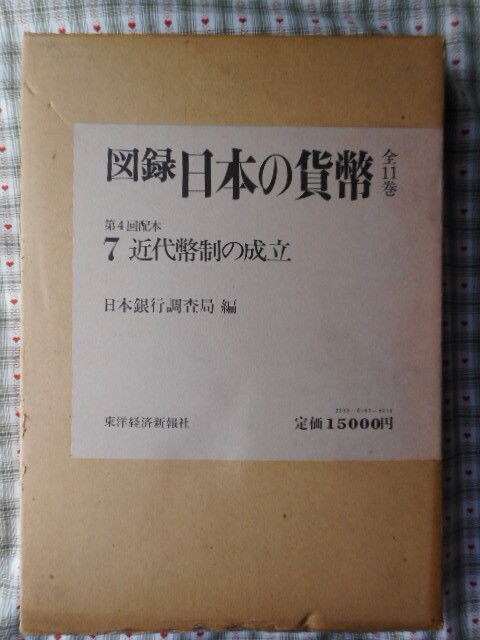 図録日本の貨幣 全11巻
第4回配本
7 近代幣制の成立
日本銀行調査局 編
東洋経済新報社
定価15000円